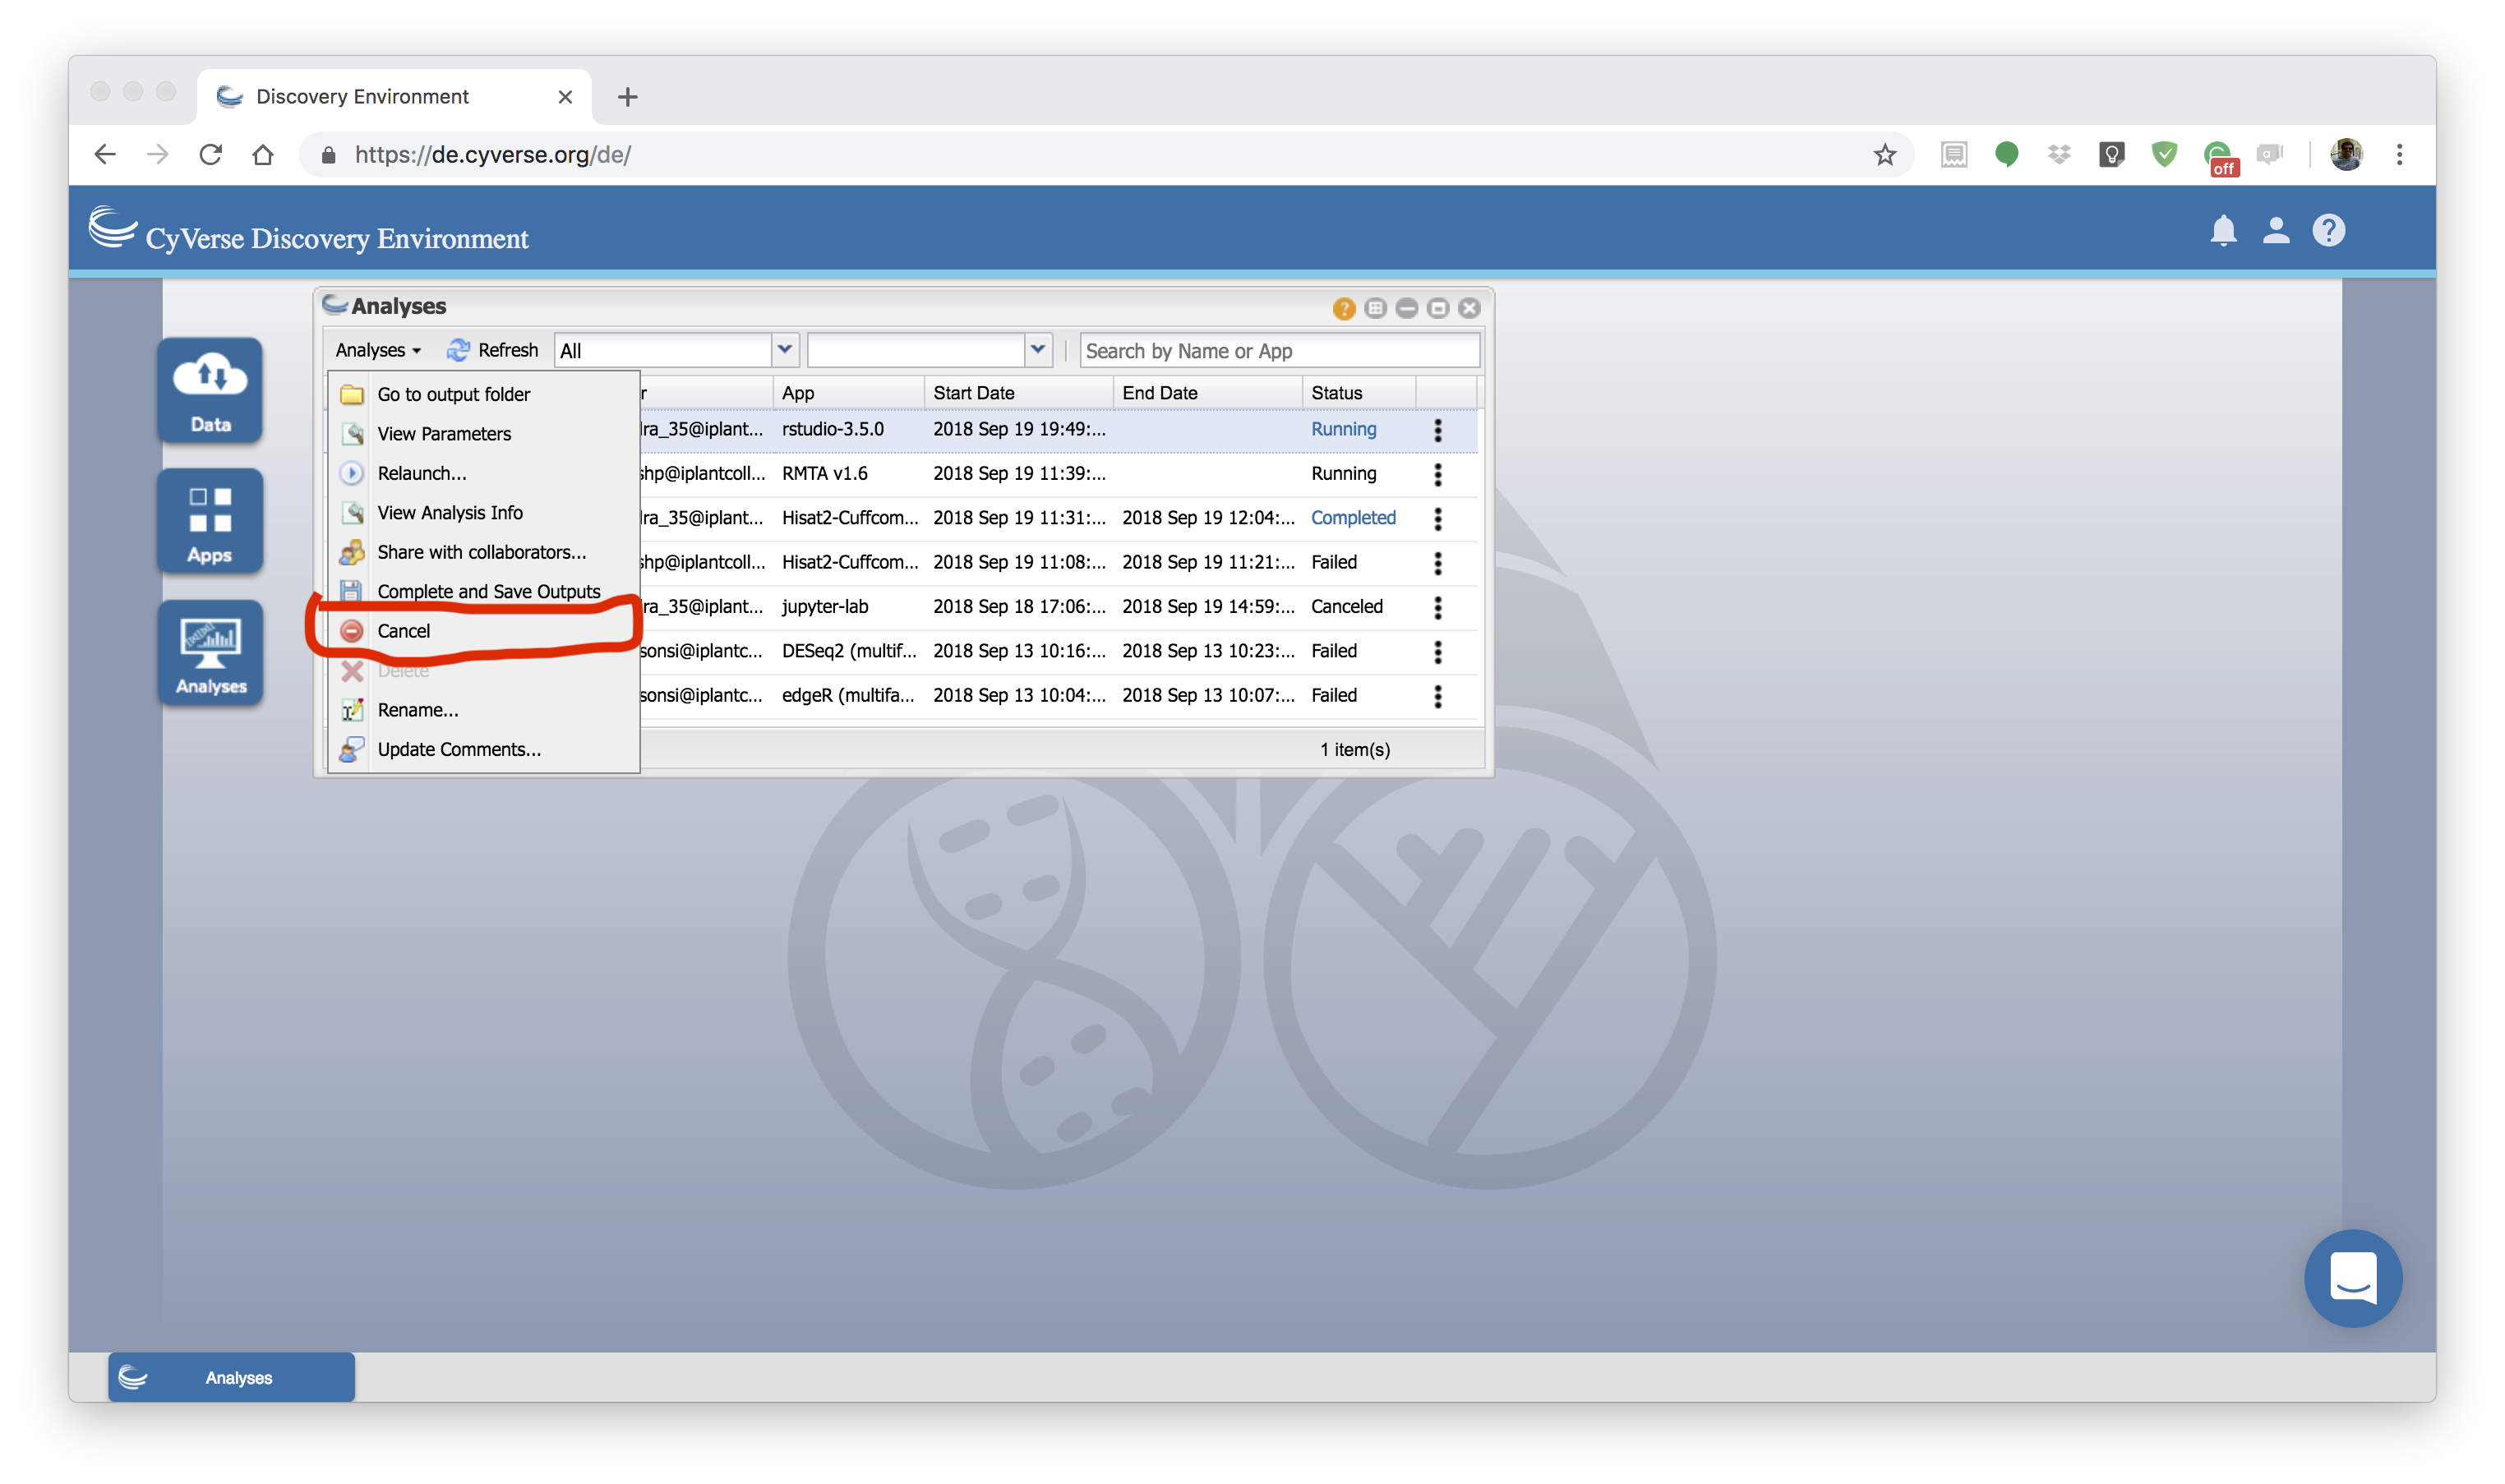 Discovery Environment
https://de.cyverse.org/de/
off
CyVerse Discovery Environment
Analyses
Analyses Refresh All Search by Name or App
r App Start Date End Date Status
Go to output folder
View Parameters
Relaunch...
View Analysis Info
Share with collaborators...
Complete and Save Outputs
Cancel
Delete
Rename...
Update Comments...
ra_35@iplant... rstudio-3.5.0 2018 Sep 19 19:49:... Running
shp@iplantcoll... RMTA v1.6 2018 Sep 19 11:39:... Running
ra_35@iplant... Hisat2-Cuffcom... 2018 Sep 19 11:31:... 2018 Sep 19 12:04:... Completed
shp@iplantcoll... Hisat2-Cuffcom... 2018 Sep 19 11:08:... 2018 Sep 19 11:21:... Failed
ra_35@iplant... jupyter-lab 2018 Sep 18 17:06:... 2018 Sep 19 14:59:... Canceled
sonsi@iplantc... DESeq2 (multif... 2018 Sep 13 10:16:... 2018 Sep 13 10:23:... Failed
sonsi@iplantc... edgeR (multifa... 2018 Sep 13 10:04:... 2018 Sep 13 10:07:... Failed
1 item(s)
Data
Apps
Analyses
Analyses